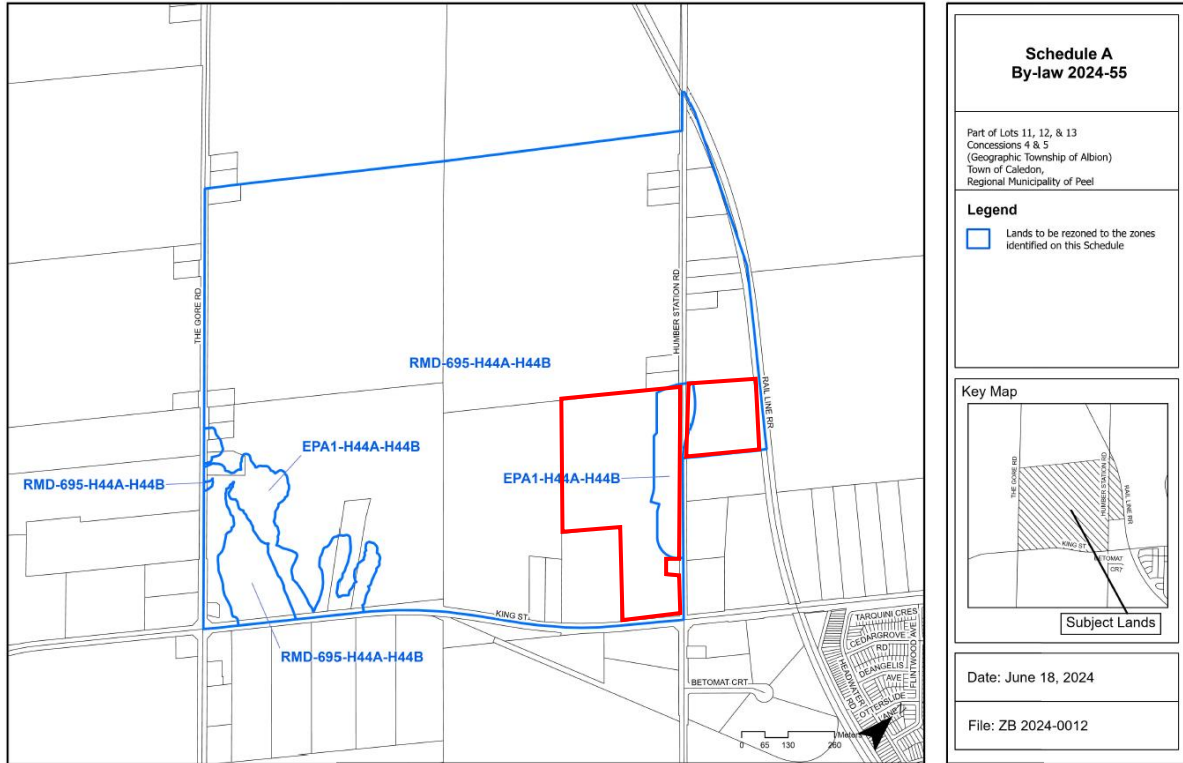 THE GORE RD
HUMBER STATION RD
RAIL LINE RR
RMD-695-H44A-H44B
EPA1-H44A-H44B
RMD-695-H44A-H44B
EPA1-H44A-H44B
RMD-695-H44A-H44B
KING ST
BETOMAT CRT
TARQUINI CRES
CEDARGROVE
RD
DEANGELIS
AVE
OTTERSLIDE
HEADWATER
RD
FLINTWOOD AVE
Meters
0 65 130 260
Schedule A
By-law 2024-55
Part of Lots 11, 12, & 13
Concessions 4 & 5
(Geographic Township of Albion)
Town of Caledon,
Regional Municipality of Peel
Legend
Lands to be rezoned to the zones
identified on this Schedule
Key Map
THE GORE RD
HUMBER STATION RD
RAIL LINE RR
KING ST
BETOMAT
CRT
Subject Lands
Date: June 18, 2024
File: ZB 2024-0012